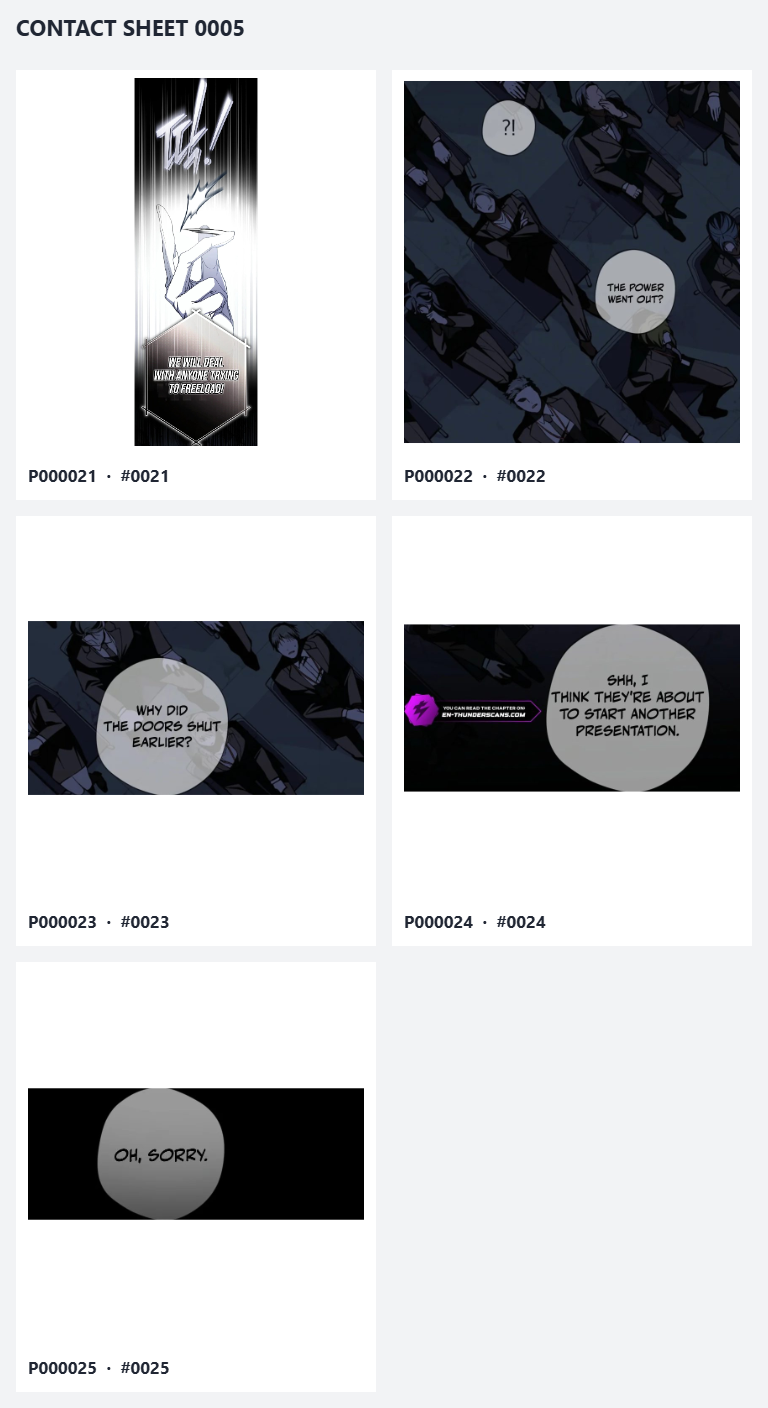 CONTACT SHEET 0005
딱!
WE WILL DEAL
WITH ANYONE TRYING
TO FREELOAD!
P000021 · #0021
?!
THE POWER
WENT OUT?
P000022 · #0022
WHY DID
THE DOORS SHUT
EARLIER?
P000023 · #0023
SHH, I
THINK THEY'RE ABOUT
TO START ANOTHER
PRESENTATION.
YOU CAN READ THE CHAPTER ON:
EN-THUNDERSCANS.COM
P000024 · #0024
OH, SORRY.
P000025 · #0025